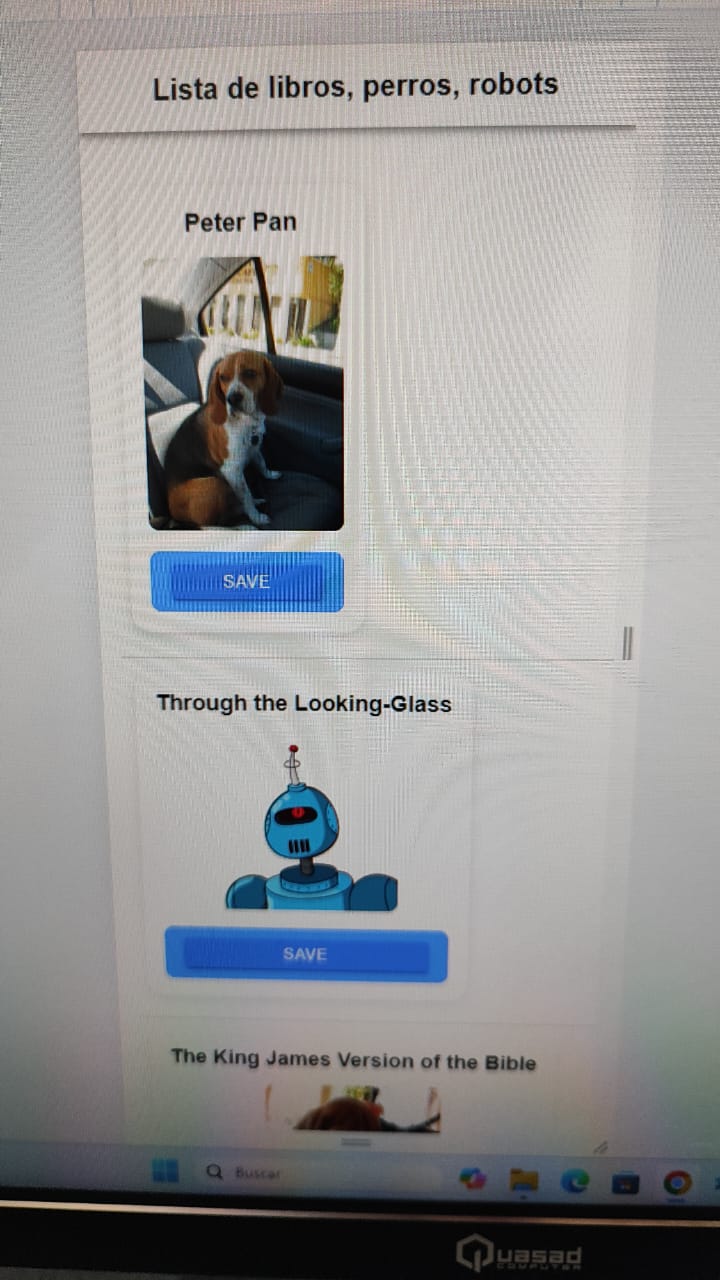 Lista de libros, perros, robots
Peter Pan
SAVE
Through the Looking-Glass
SAVE
The King James Version of the Bible
Buscar
Quasad
COMPUTER